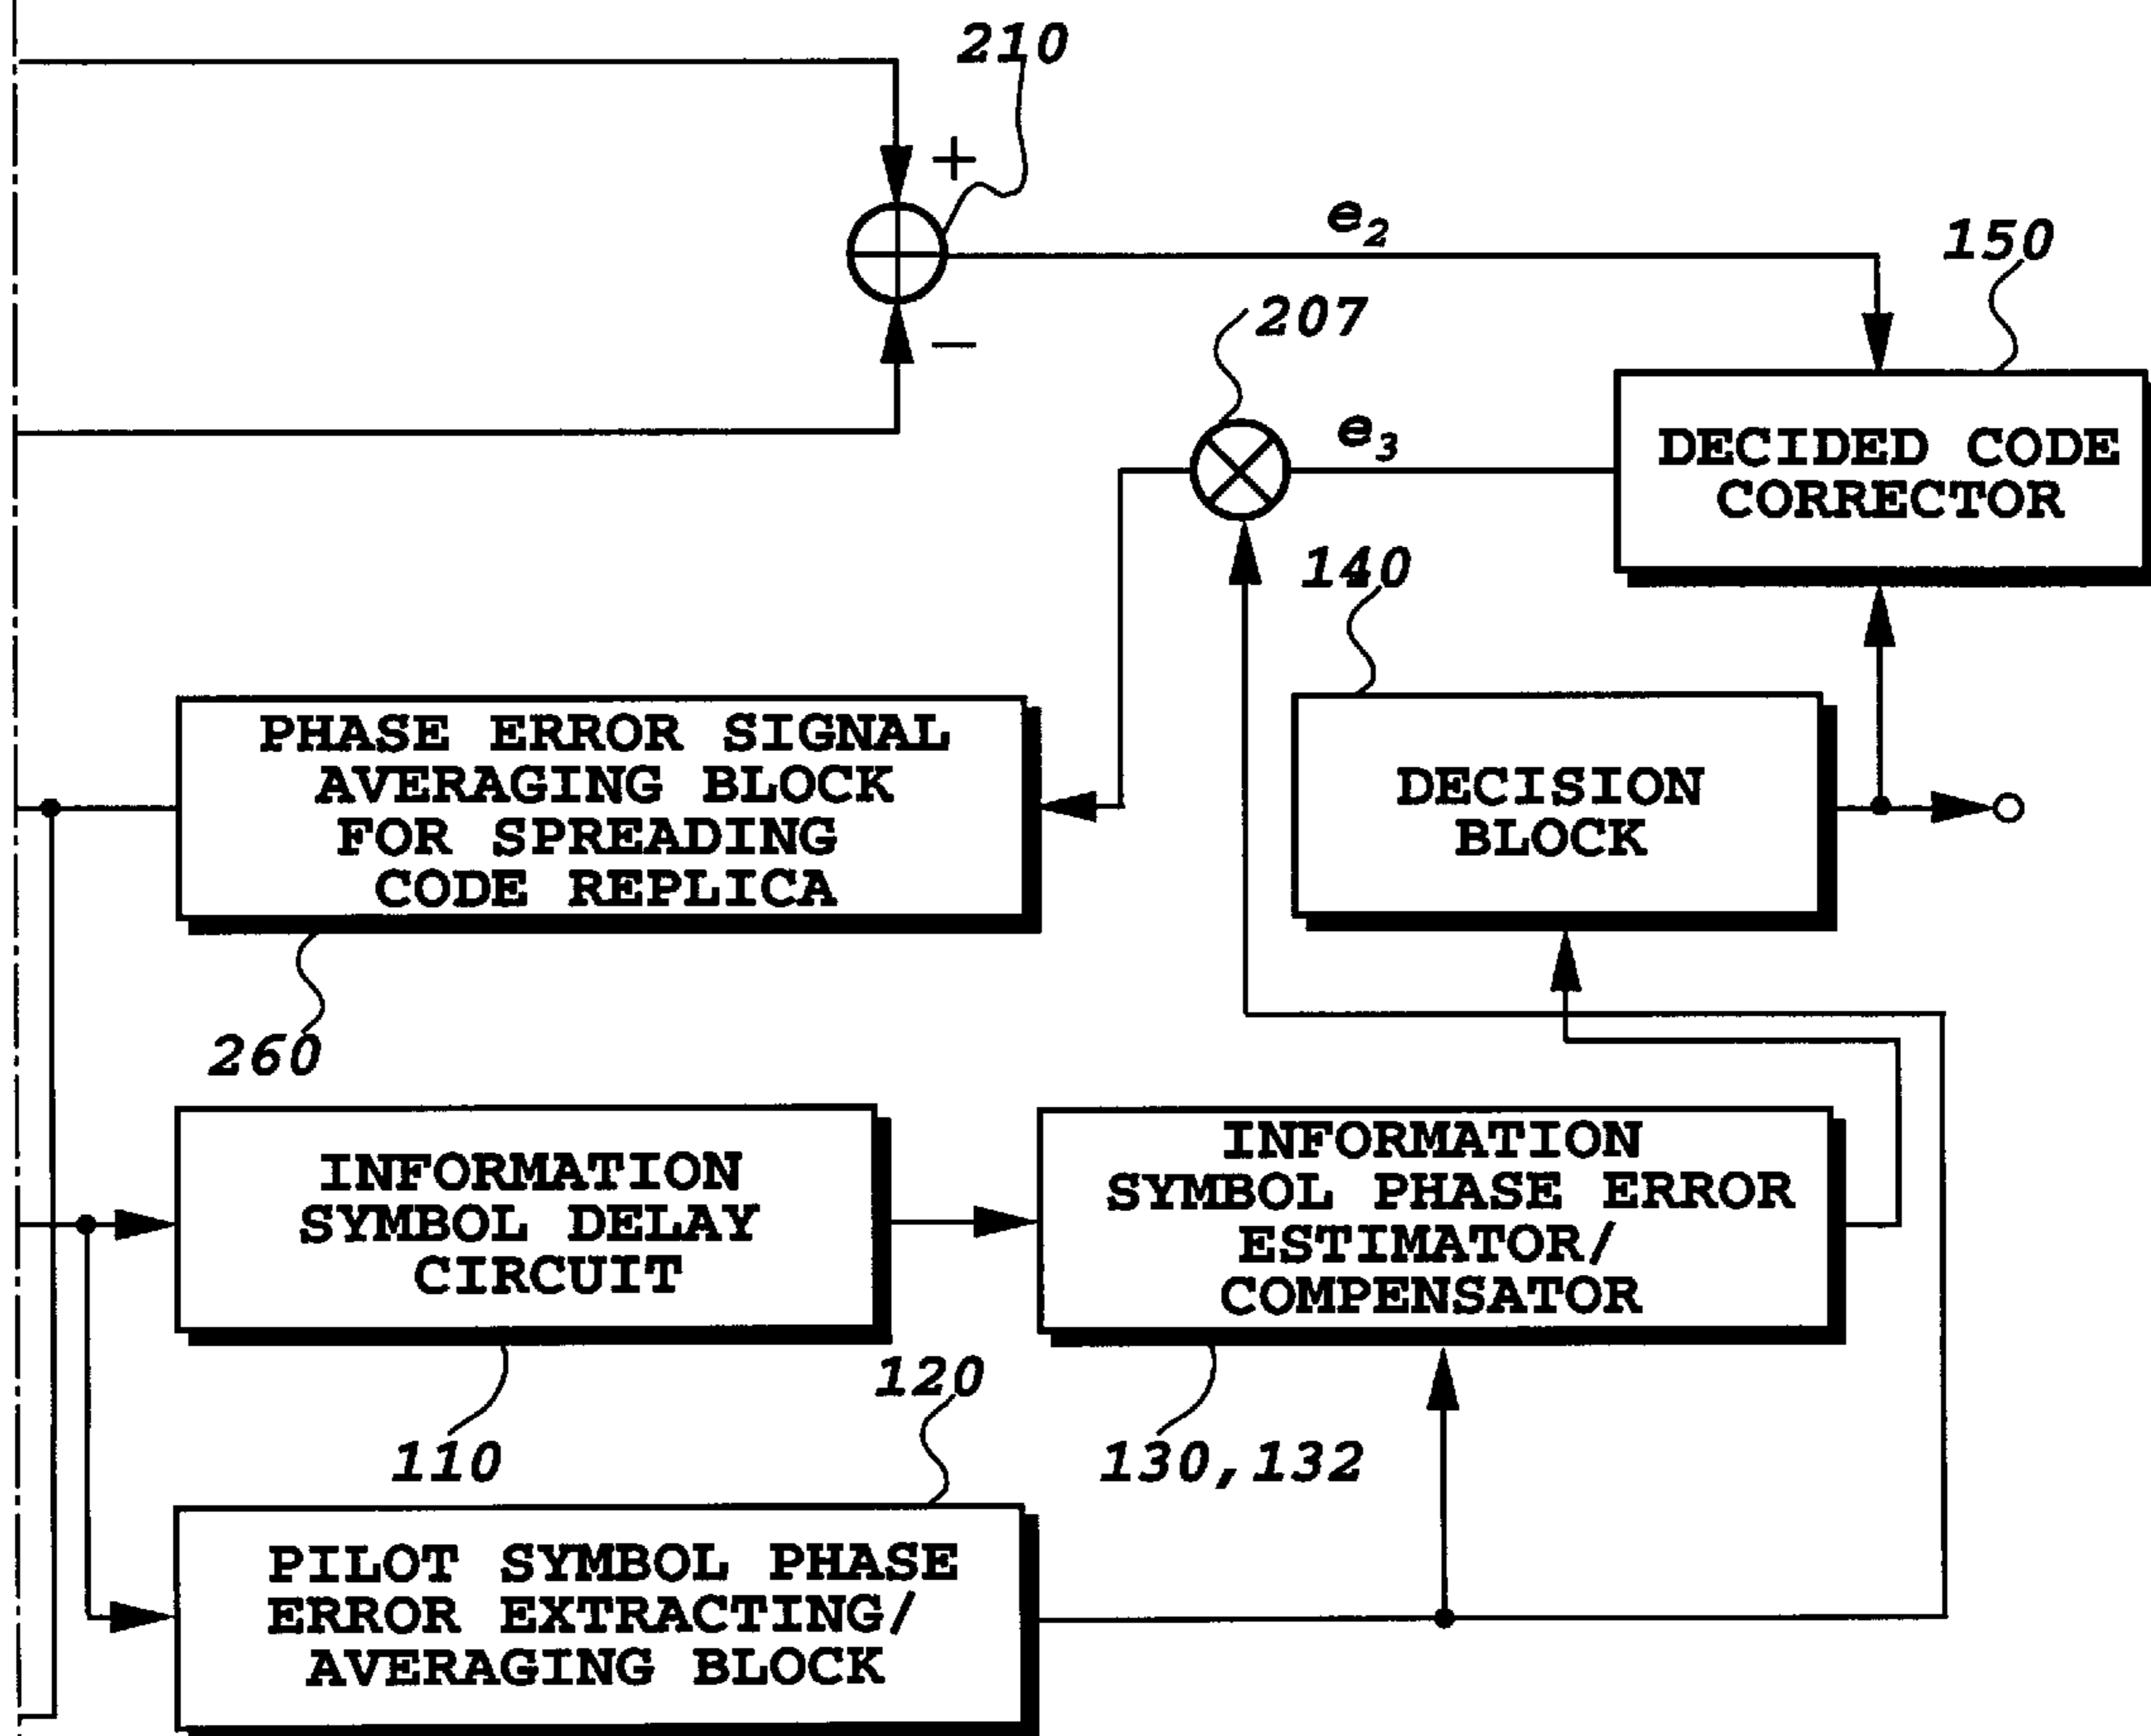 210
+
e2
150
207
−
e3
DECIDED CODE
CORRECTOR
140
PHASE ERROR SIGNAL
AVERAGING BLOCK
FOR SPREADING
CODE REPLICA
DECISION
BLOCK
260
INFORMATION
SYMBOL DELAY
CIRCUIT
INFORMATION
SYMBOL PHASE ERROR
ESTIMATOR/
COMPENSATOR
120
110
130,132
PILOT SYMBOL PHASE
ERROR EXTRACTING/
AVERAGING BLOCK